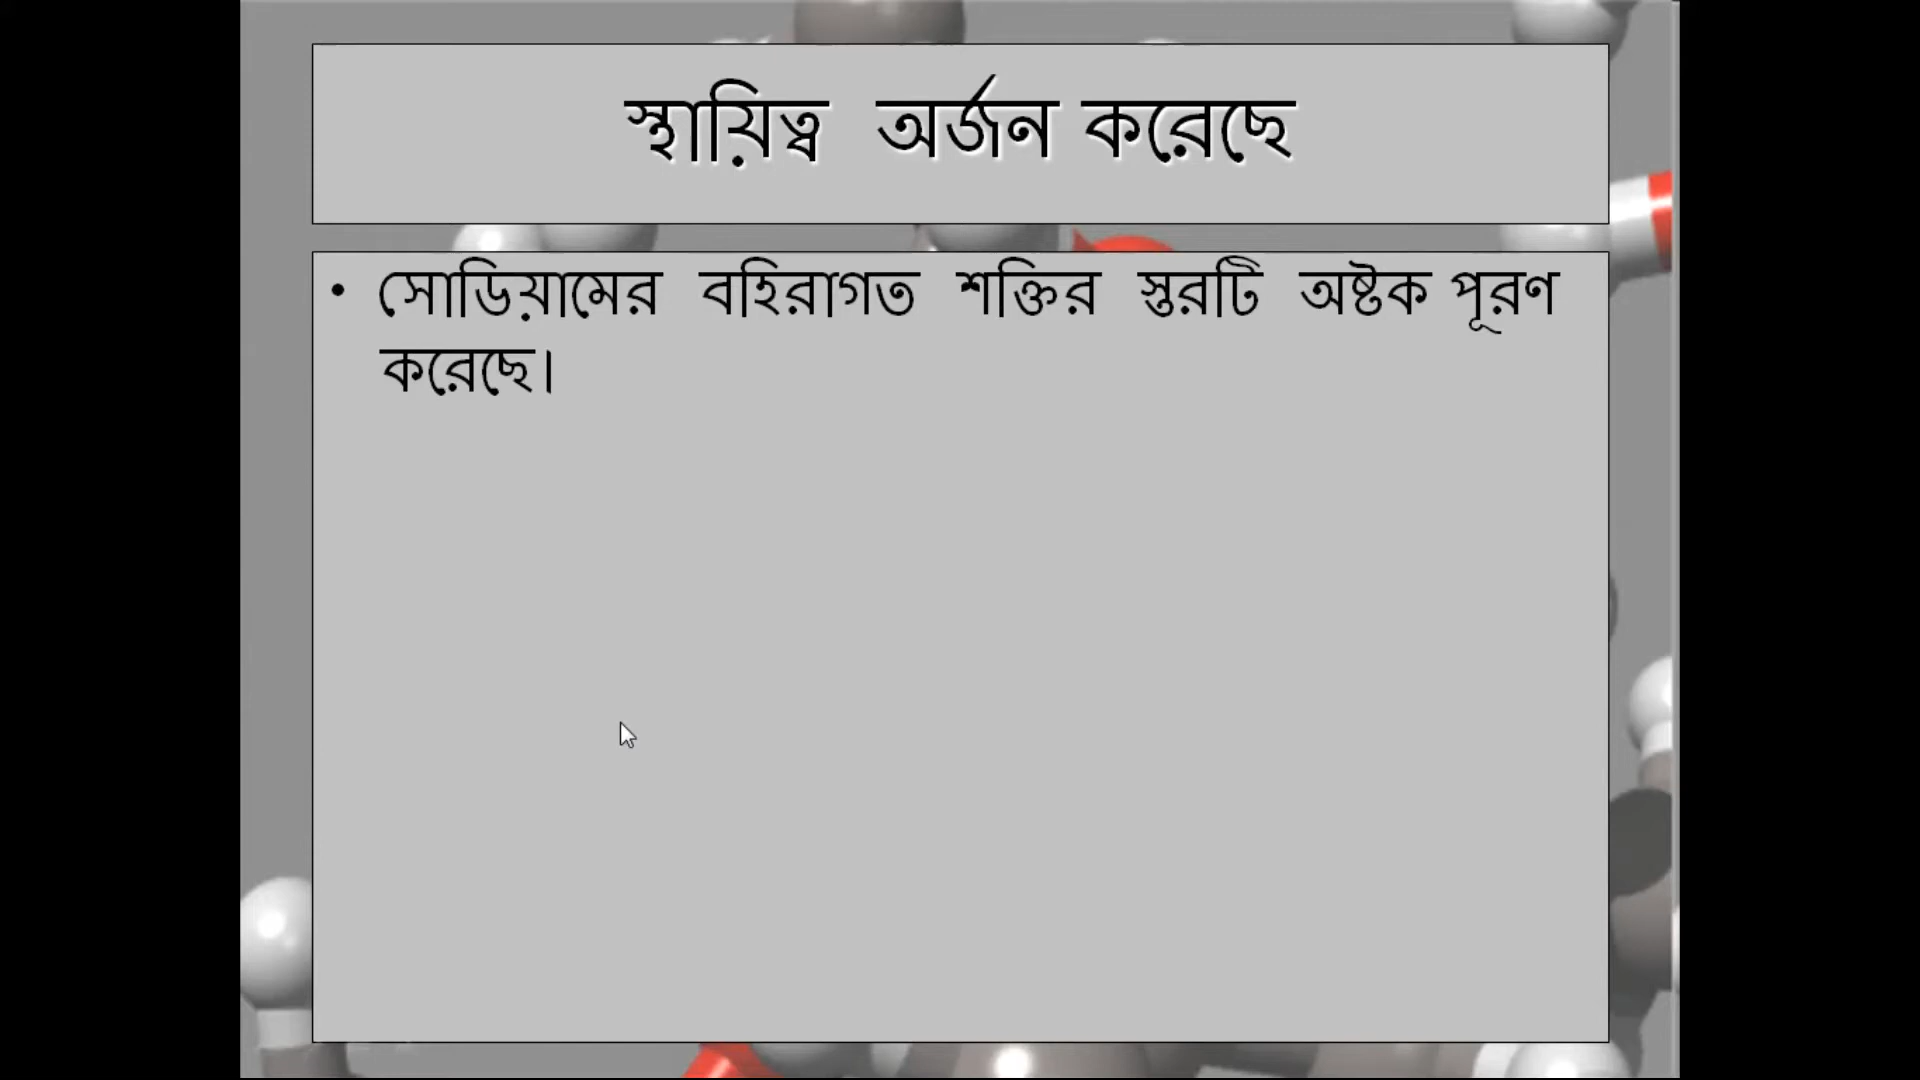 স্থায়িত্ব অর্জন করেছে
• সোডিয়ামের বহিরাগত শক্তির স্তরটি অষ্টক পূরণ
করেছে।